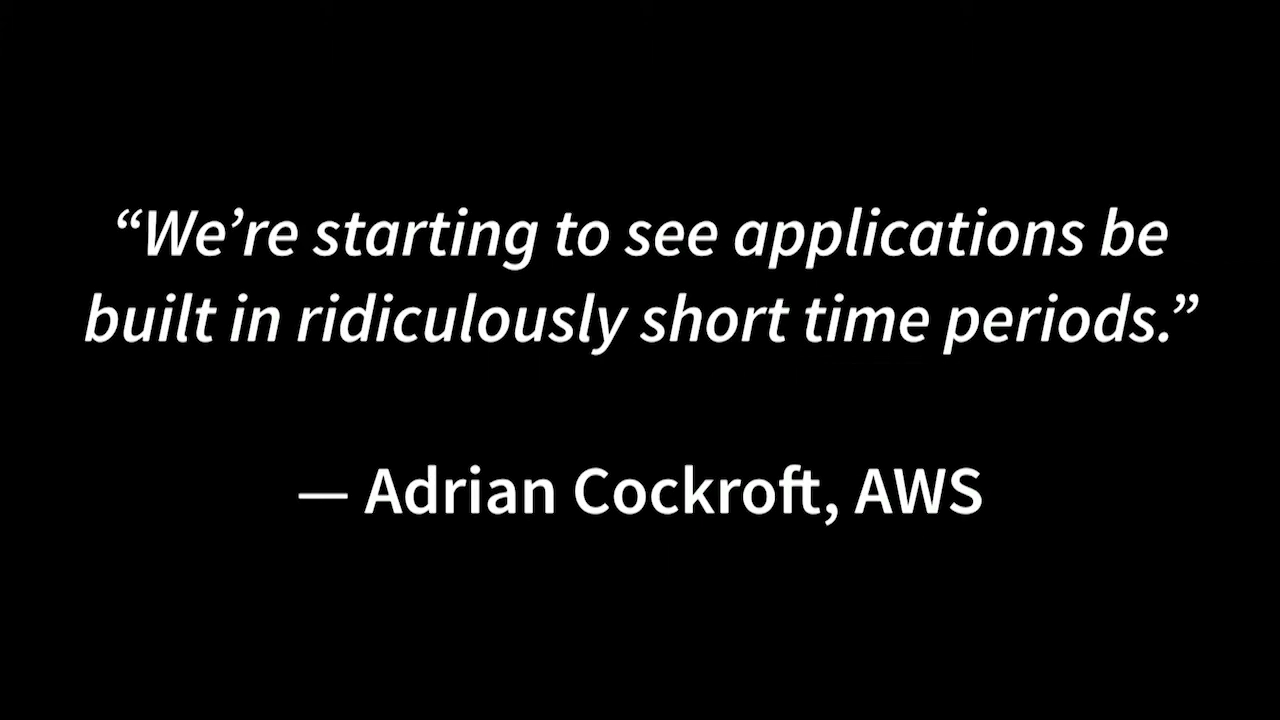 “We’re starting to see applications be
built in ridiculously short time periods.”
— Adrian Cockroft, AWS